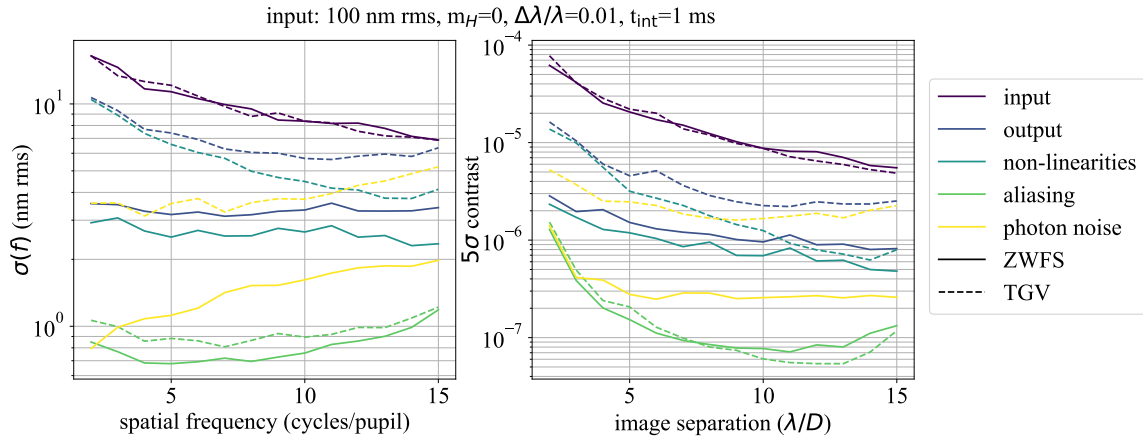 input: 100 nm rms, m_H=0, Δλ/λ=0.01, t_int=1 ms
σ(f) (nm rms)
10^1
10^0
5
10
15
spatial frequency (cycles/pupil)
5σ contrast
10^-4
10^-5
10^-6
10^-7
5
10
15
image separation (λ/D)
input
output
non-linearities
aliasing
photon noise
ZWFS
TGV